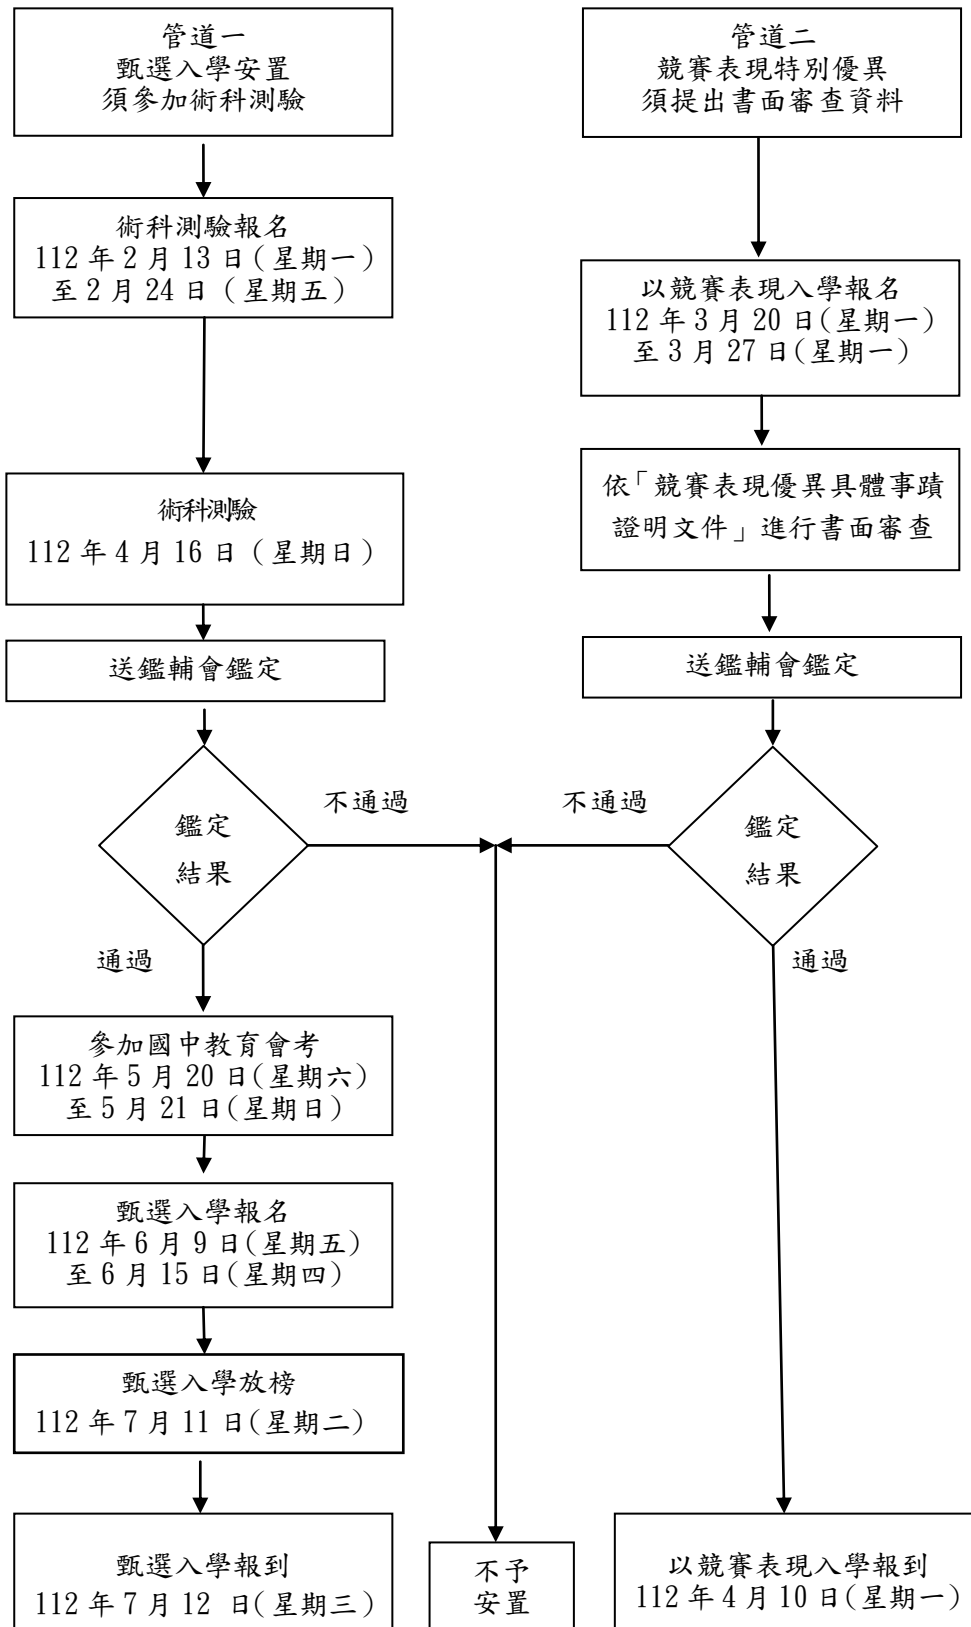 管道一
甄選入學安置
須參加術科測驗
術科測驗報名
112 年 2 月 13 日(星期一)
至 2 月 24 日 (星期五)
術科測驗
112 年 4 月 16 日 (星期日)
送鑑輔會鑑定
鑑定
結果
不通過
通過
參加國中教育會考
112 年 5 月 20 日(星期六)
至 5 月 21 日(星期日)
甄選入學報名
112 年 6 月 9 日(星期五)
至 6 月 15 日(星期四)
甄選入學放榜
112 年 7 月 11 日(星期二)
甄選入學報到
112 年 7 月 12 日(星期三)
管道二
競賽表現特別優異
須提出書面審查資料
以競賽表現入學報名
112 年 3 月 20 日(星期一)
至 3 月 27 日(星期一)
依「競賽表現優異具體事蹟
證明文件」進行書面審查
送鑑輔會鑑定
鑑定
結果
不通過
通過
不予
安置
以競賽表現入學報到
112 年 4 月 10 日(星期一)